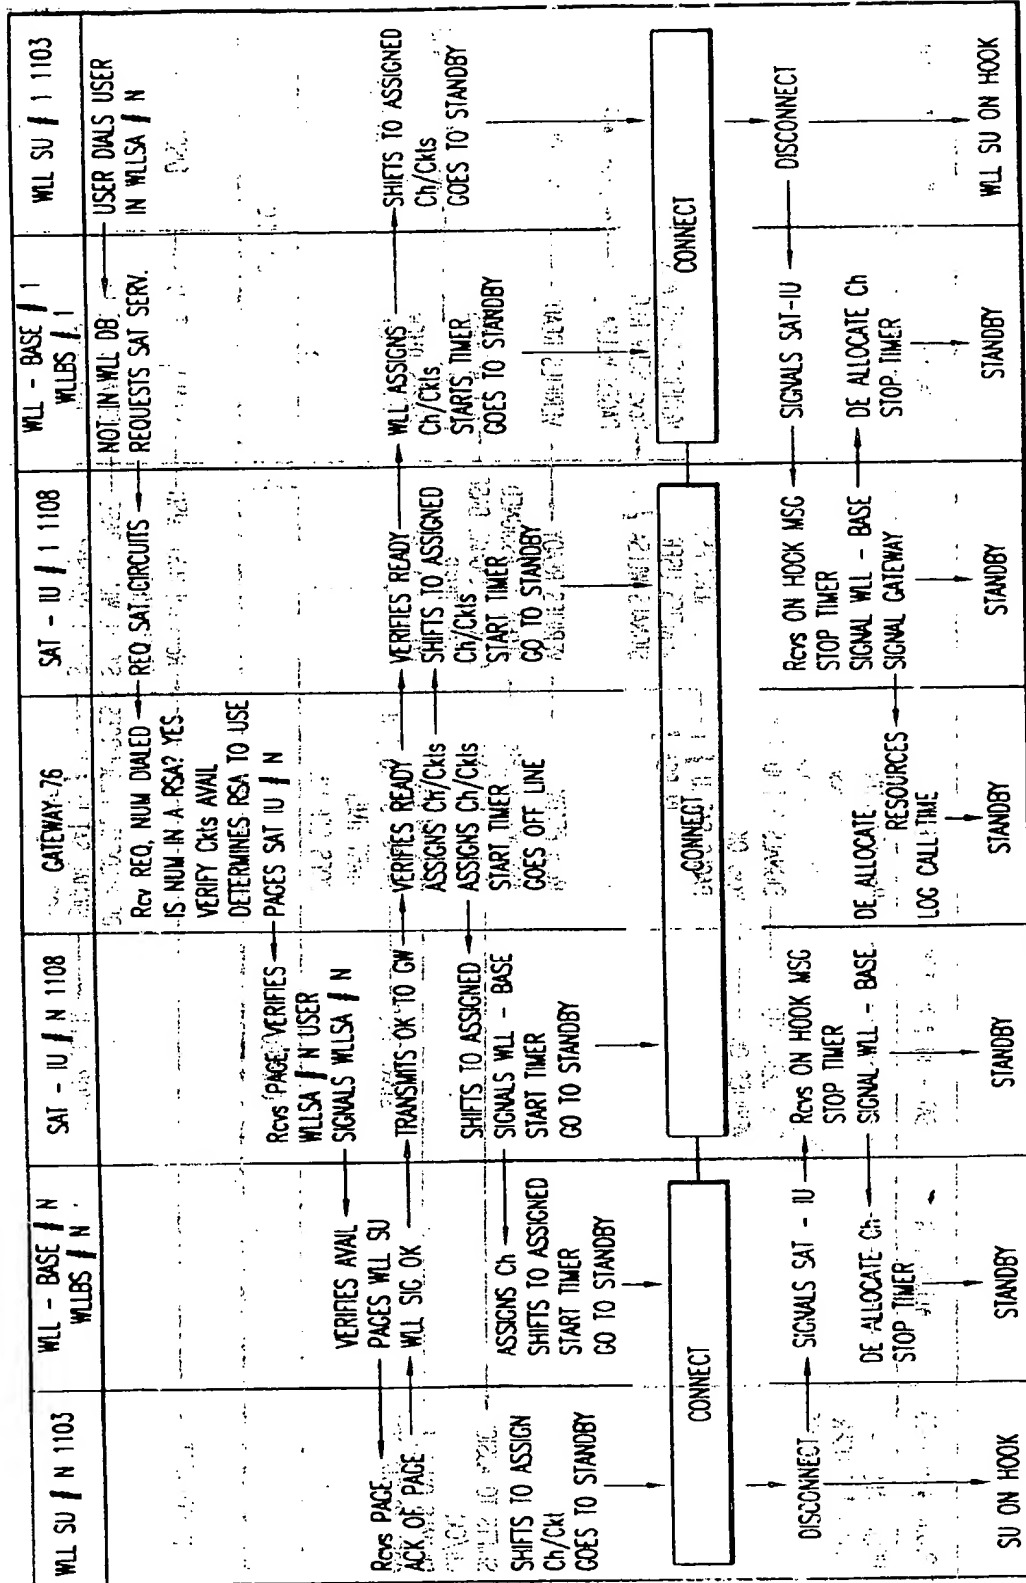 WLL SU # N 1103
WLL - BASE # N
WLLBS # N
SAT - IU # N 1108
GATEWAY 76
SAT - IU # 1 1108
WLL - BASE # 1
WLLBS # 1
WLL SU # 1 1103
USER DIALS USER
IN WLLSA # N
NOT IN WLL DB
REQUESTS SAT SERV.
REQ SAT CIRCUITS
Rcv REQ, NUM DIALED
IS NUM IN A RSA? YES
VERIFY Ckts AVAIL
DETERMINES RSA TO USE
PAGES SAT IU # N
Rcvs PAGE, VERIFIES
WLLSA # N USER
SIGNALS WLLSA # N
VERIFIES AVAIL
PAGES WLL SU
WLL SIG OK
Rcvs PAGE
ACK OF PAGE
TRANSMITS OK TO GW
VERIFIES READY
ASSIGNS Ch/Ckts
ASSIGNS Ch/Ckts
START TIMER
GOES OFF LINE
VERIFIES READY
SHIFTS TO ASSIGNED
Ch/Ckts
START TIMER
GO TO STANDBY
WLL ASSIGNS
Ch/Ckts
STARTS TIMER
GOES TO STANDBY
SHIFTS TO ASSIGNED
Ch/Ckts
GOES TO STANDBY
SHIFTS TO ASSIGNED
SIGNALS WLL - BASE
START TIMER
GO TO STANDBY
ASSIGNS Ch
SHIFTS TO ASSIGNED
START TIMER
GO TO STANDBY
SHIFTS TO ASSIGN
Ch/Ckt
GOES TO STANDBY
CONNECT
CONNECT
CONNECT
DISCONNECT
SIGNALS SAT - IU
Rcvs ON HOOK MSG
STOP TIMER
SIGNAL WLL - BASE
DE ALLOCATE Ch
STOP TIMER
DE ALLOCATE
RESOURCES
LOG CALL TIME
Rcvs ON HOOK MSG
STOP TIMER
SIGNAL WLL - BASE
SIGNAL GATEWAY
SIGNALS SAT-IU
DE ALLOCATE Ch
STOP TIMER
DISCONNECT
SU ON HOOK
STANDBY
STANDBY
STANDBY
STANDBY
STANDBY
WLL SU ON HOOK